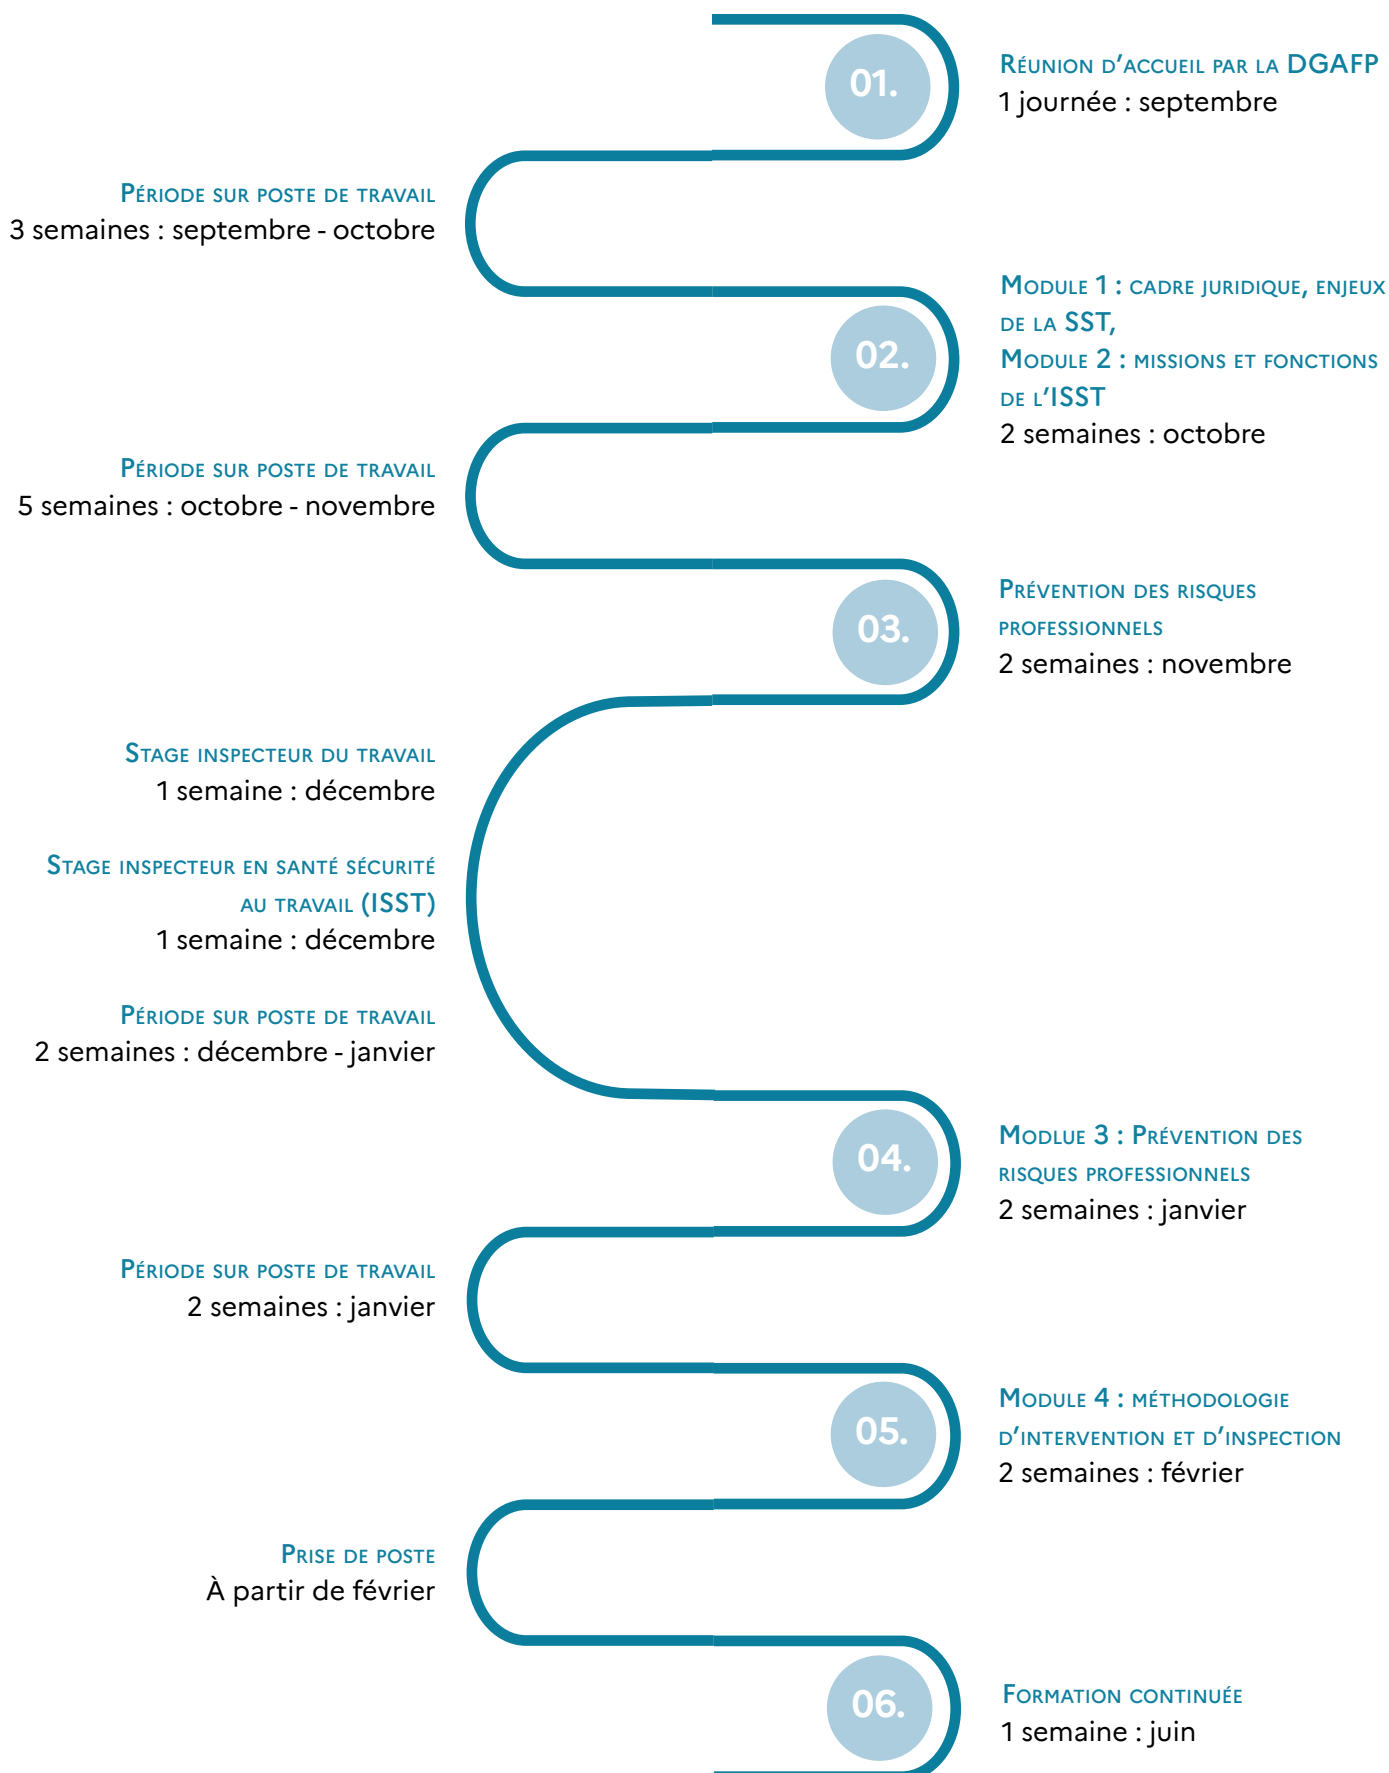 01.
Réunion d'accueil par la DGAFP
1 journée : septembre
Période sur poste de travail
3 semaines : septembre - octobre
02.
Module 1 : cadre juridique, enjeux
de la SST,
Module 2 : missions et fonctions
de l'ISST
2 semaines : octobre
Période sur poste de travail
5 semaines : octobre - novembre
03.
Prévention des risques
professionnels
2 semaines : novembre
Stage inspecteur du travail
1 semaine : décembre
Stage inspecteur en santé sécurité
au travail (ISST)
1 semaine : décembre
Période sur poste de travail
2 semaines : décembre - janvier
04.
Modlue 3 : Prévention des
risques professionnels
2 semaines : janvier
Période sur poste de travail
2 semaines : janvier
05.
Module 4 : méthodologie
d'intervention et d'inspection
2 semaines : février
Prise de poste
À partir de février
06.
Formation continuée
1 semaine : juin